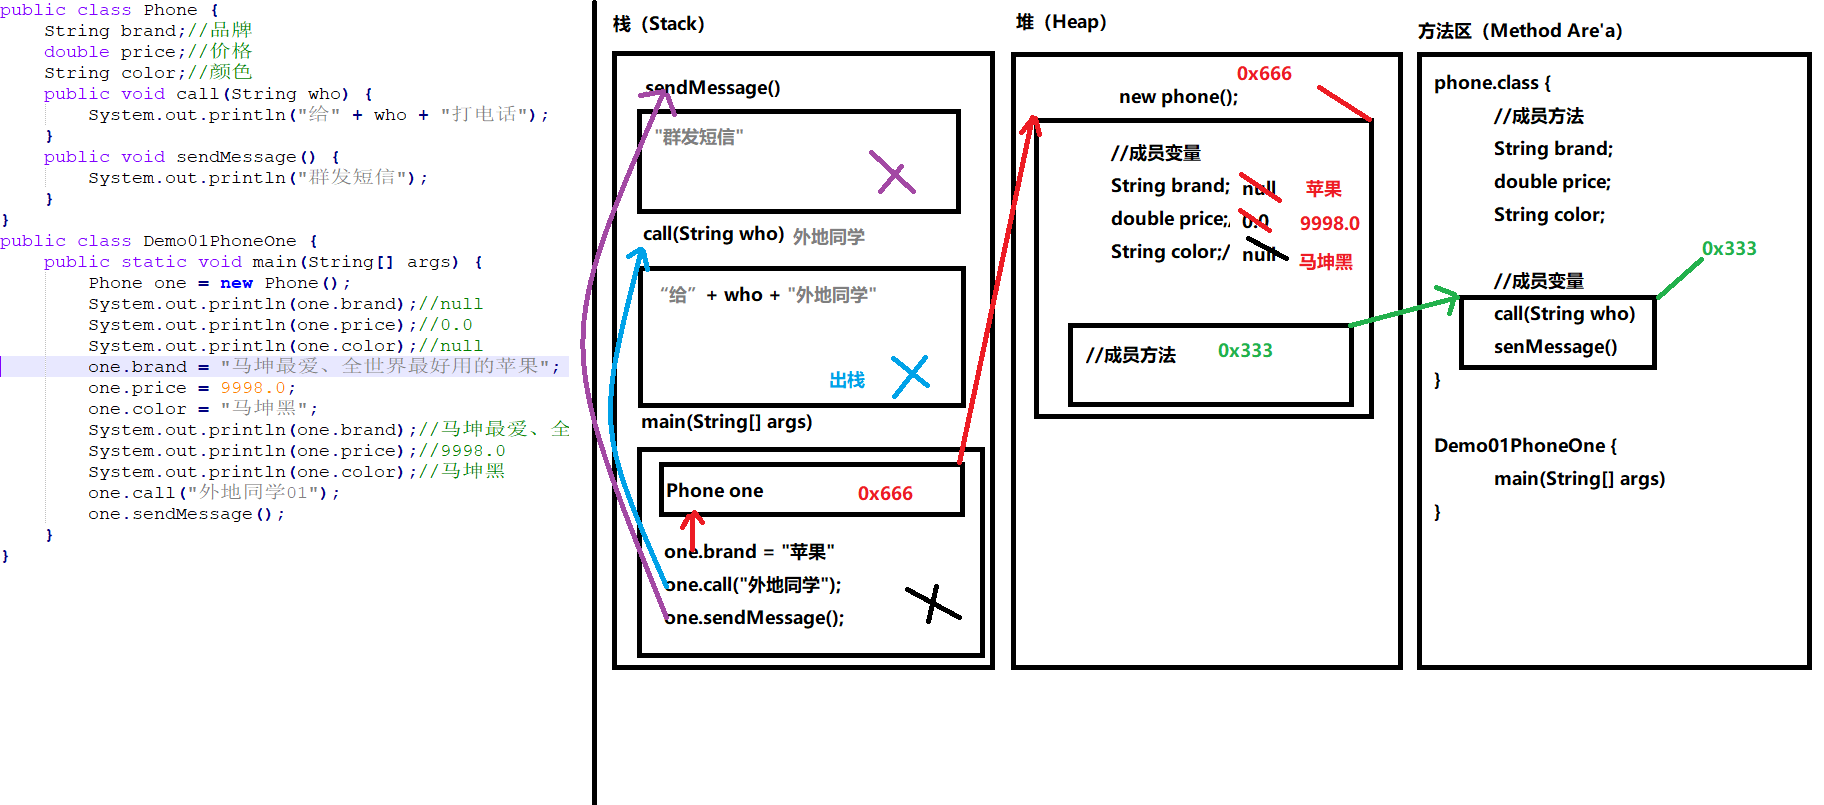 public class Phone {
String brand;//品牌
double price;//价格
String color;//颜色
public void call(String who) {
System.out.println("给" + who + "打电话");
}
public void sendMessage() {
System.out.println("群发短信");
}
}
public class Demo01PhoneOne {
public static void main(String[] args) {
Phone one = new Phone();
System.out.println(one.brand);//null
System.out.println(one.price);//0.0
System.out.println(one.color);//null
one.brand = "马坤最爱、全世界最好用的苹果";
one.price = 9998.0;
one.color = "马坤黑";
System.out.println(one.brand);//马坤最爱、全
System.out.println(one.price);//9998.0
System.out.println(one.color);//马坤黑
one.call("外地同学01");
one.sendMessage();
}
}
栈（Stack）
sendMessage()
"群发短信"
call(String who) 外地同学
“给” + who + "外地同学"
出栈
main(String[] args)
Phone one 0x666
one.brand = "苹果"
one.call("外地同学");
one.sendMessage();
堆（Heap）
0x666
new phone();
//成员变量
String brand; null 苹果
double price;, 0.0 9998.0
String color;/ null 马坤黑
//成员方法 0x333
方法区（Method Are'a）
phone.class {
//成员方法
String brand;
double price;
String color;
0x333
//成员变量
call(String who)
senMessage()
}
Demo01PhoneOne {
main(String[] args)
}